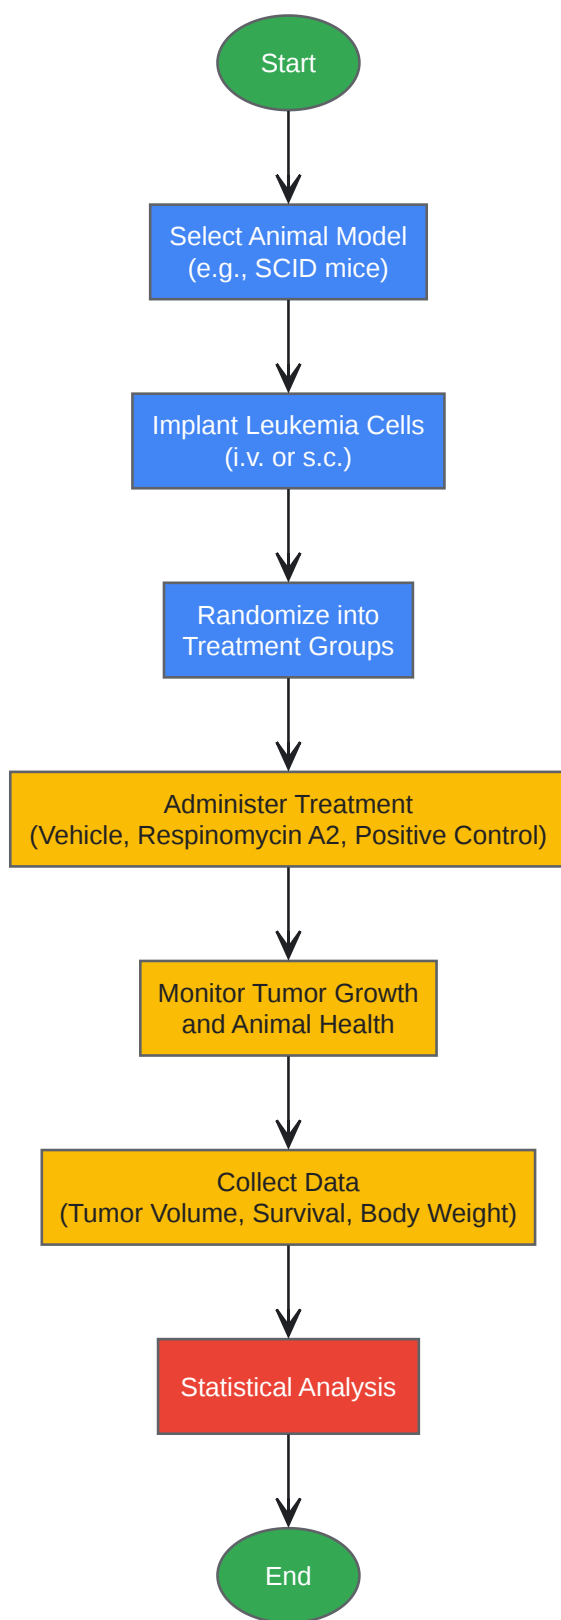 Start
Select Animal Model
(e.g., SCID mice)
Implant Leukemia Cells
(i.v. or s.c.)
Randomize into
Treatment Groups
Administer Treatment
(Vehicle, Respinomycin A2, Positive Control)
Monitor Tumor Growth
and Animal Health
Collect Data
(Tumor Volume, Survival, Body Weight)
Statistical Analysis
End